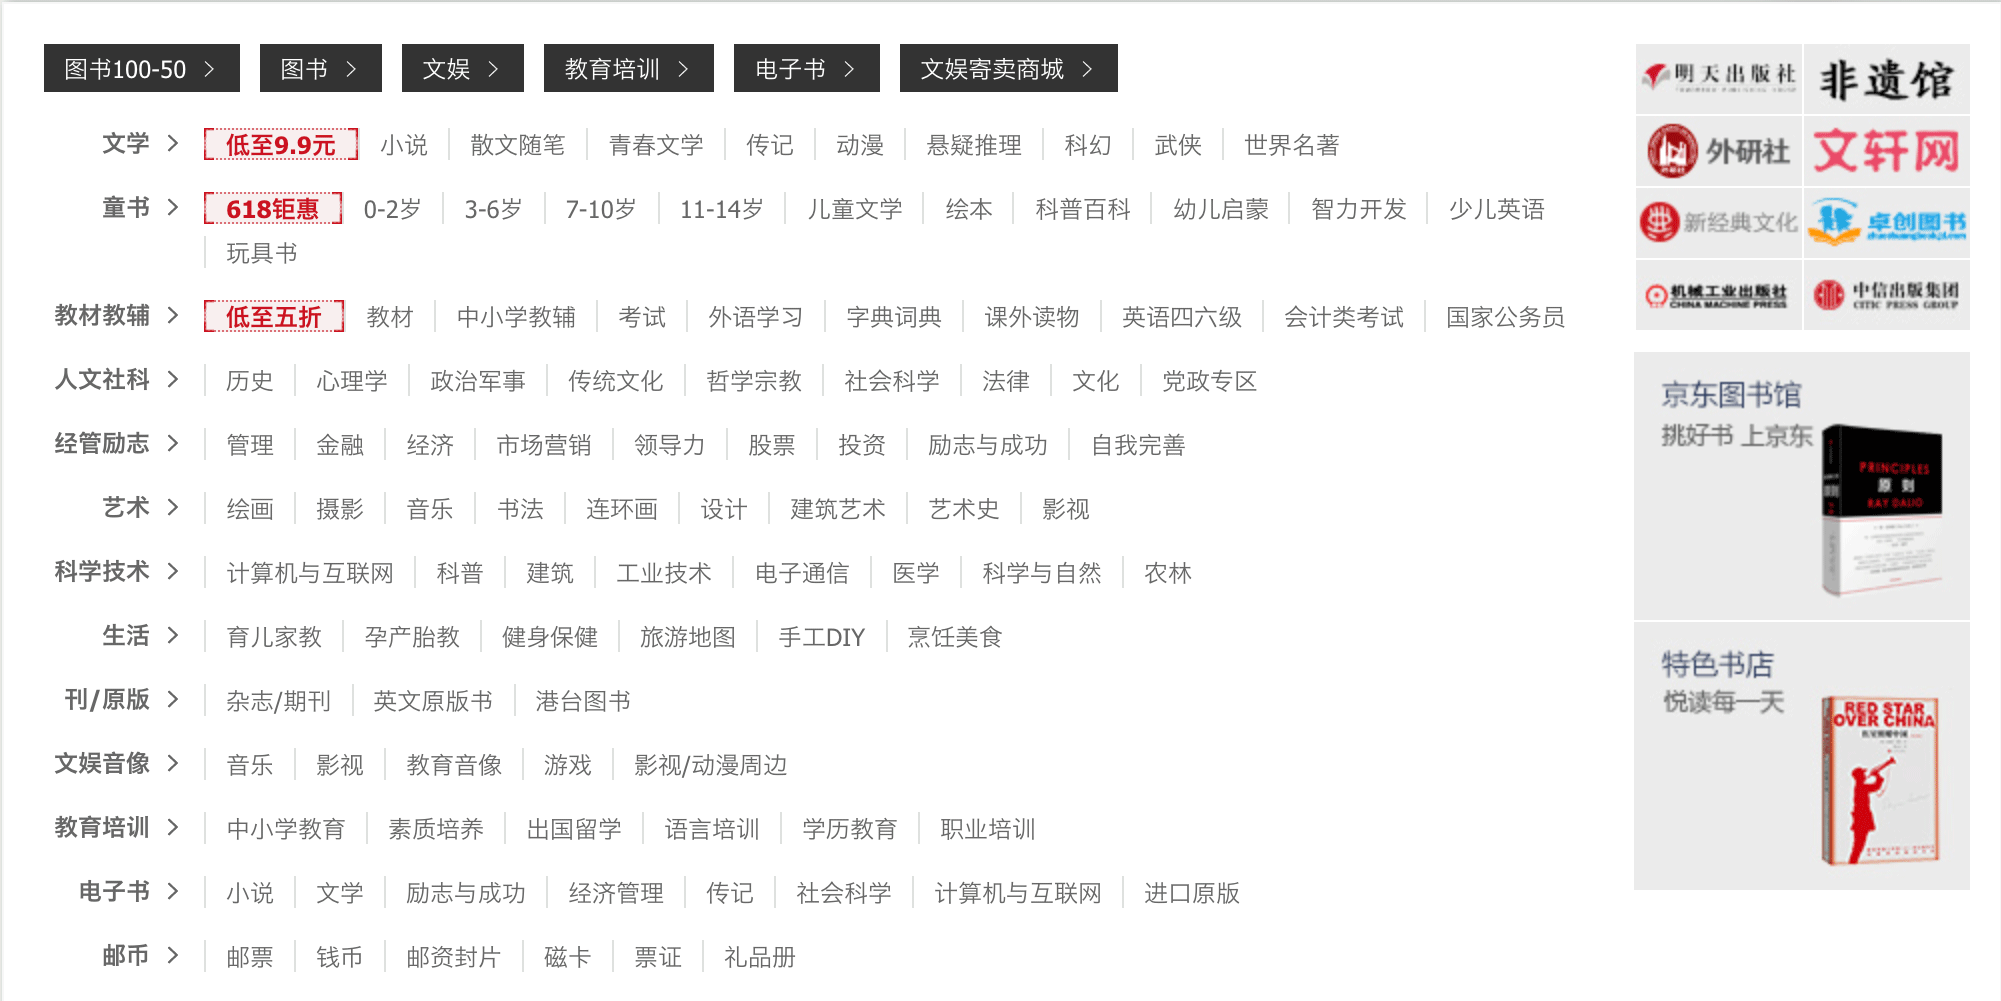 图书100-50 图书 文娱 教育培训 电子书 文娱寄卖商城
文学 低至9.9元 小说 散文随笔 青春文学 传记 动漫 悬疑推理 科幻 武侠 世界名著
童书 618钜惠 0-2岁 3-6岁 7-10岁 11-14岁 儿童文学 绘本 科普百科 幼儿启蒙 智力开发 少儿英语
玩具书
教材教辅 低至五折 教材 中小学教辅 考试 外语学习 字典词典 课外读物 英语四六级 会计类考试 国家公务员
人文社科 历史 心理学 政治军事 传统文化 哲学宗教 社会科学 法律 文化 党政专区
经管励志 管理 金融 经济 市场营销 领导力 股票 投资 励志与成功 自我完善
艺术 绘画 摄影 音乐 书法 连环画 设计 建筑艺术 艺术史 影视
科学技术 计算机与互联网 科普 建筑 工业技术 电子通信 医学 科学与自然 农林
生活 育儿家教 孕产胎教 健身保健 旅游地图 手工DIY 烹饪美食
刊/原版 杂志/期刊 英文原版书 港台图书
文娱音像 音乐 影视 教育音像 游戏 影视/动漫周边
教育培训 中小学教育 素质培养 出国留学 语言培训 学历教育 职业培训
电子书 小说 文学 励志与成功 经济管理 传记 社会科学 计算机与互联网 进口原版
邮币 邮票 钱币 邮资封片 磁卡 票证 礼品册
明天出版社 非遗馆
外研社 文轩网
新经典文化 卓创图书
机械工业出版社 中信出版集团
CHINA MACHINE PRESS CITIC PRESS GROUP
京东图书馆
挑好书 上京东
PRINCIPLES
原则
RAY DALIO
特色书店
悦读每一天
RED STAR
OVER CHINA